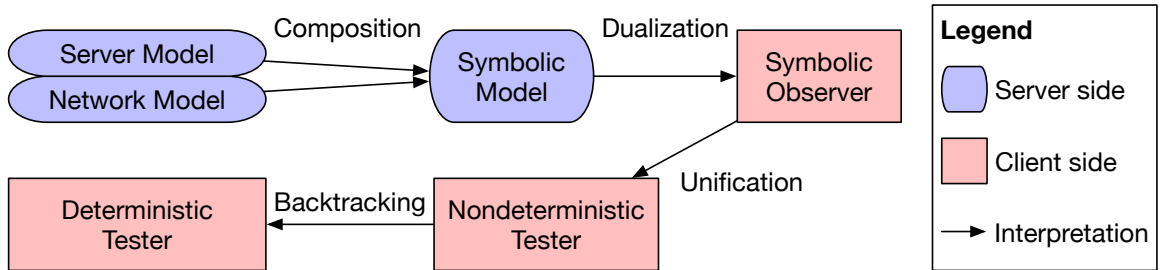 Server Model
Network Model
Composition
Symbolic
Model
Dualization
Symbolic
Observer
Unification
Nondeterministic
Tester
Backtracking
Deterministic
Tester
Legend
Server side
Client side
Interpretation